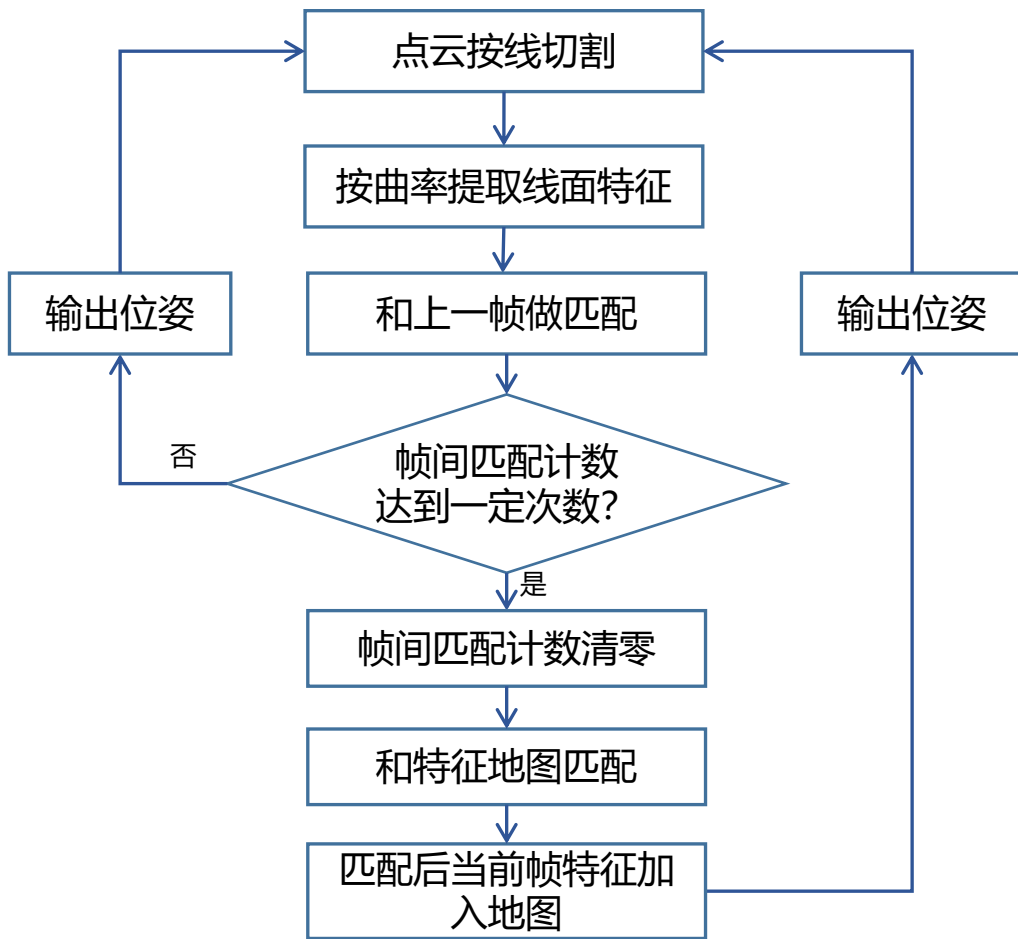 点云按线切割
按曲率提取线面特征
输出位姿
和上一帧做匹配
输出位姿
否
帧间匹配计数
达到一定次数？
是
帧间匹配计数清零
和特征地图匹配
匹配后当前帧特征加
入地图